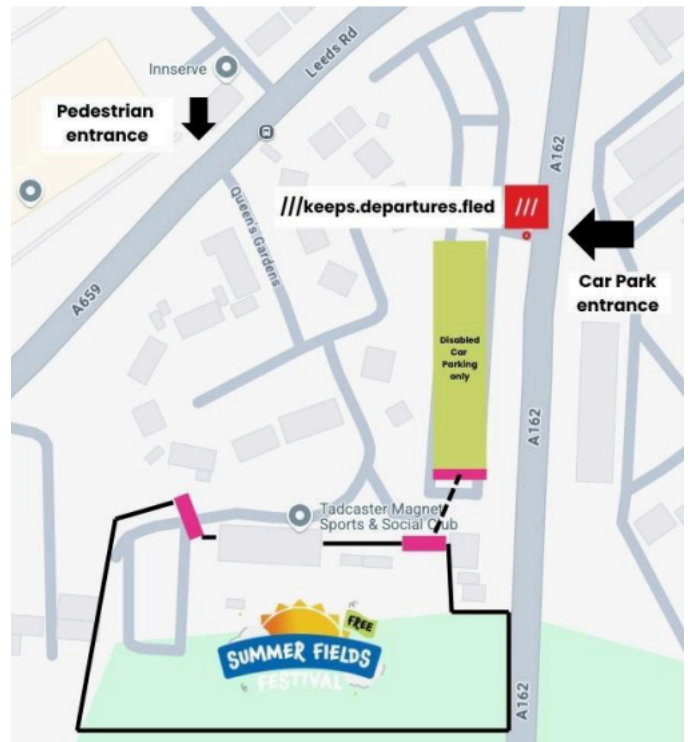 Innserve
Leeds Rd
Pedestrian
entrance
A162
Queen's Gardens
///keeps.departures.fled
///
Car Park
entrance
A659
Disabled
Car
Parking
only
A162
Tadcaster Magnet
Sports & Social Club
FREE
SUMMER FIELDS
FESTIVAL
A162